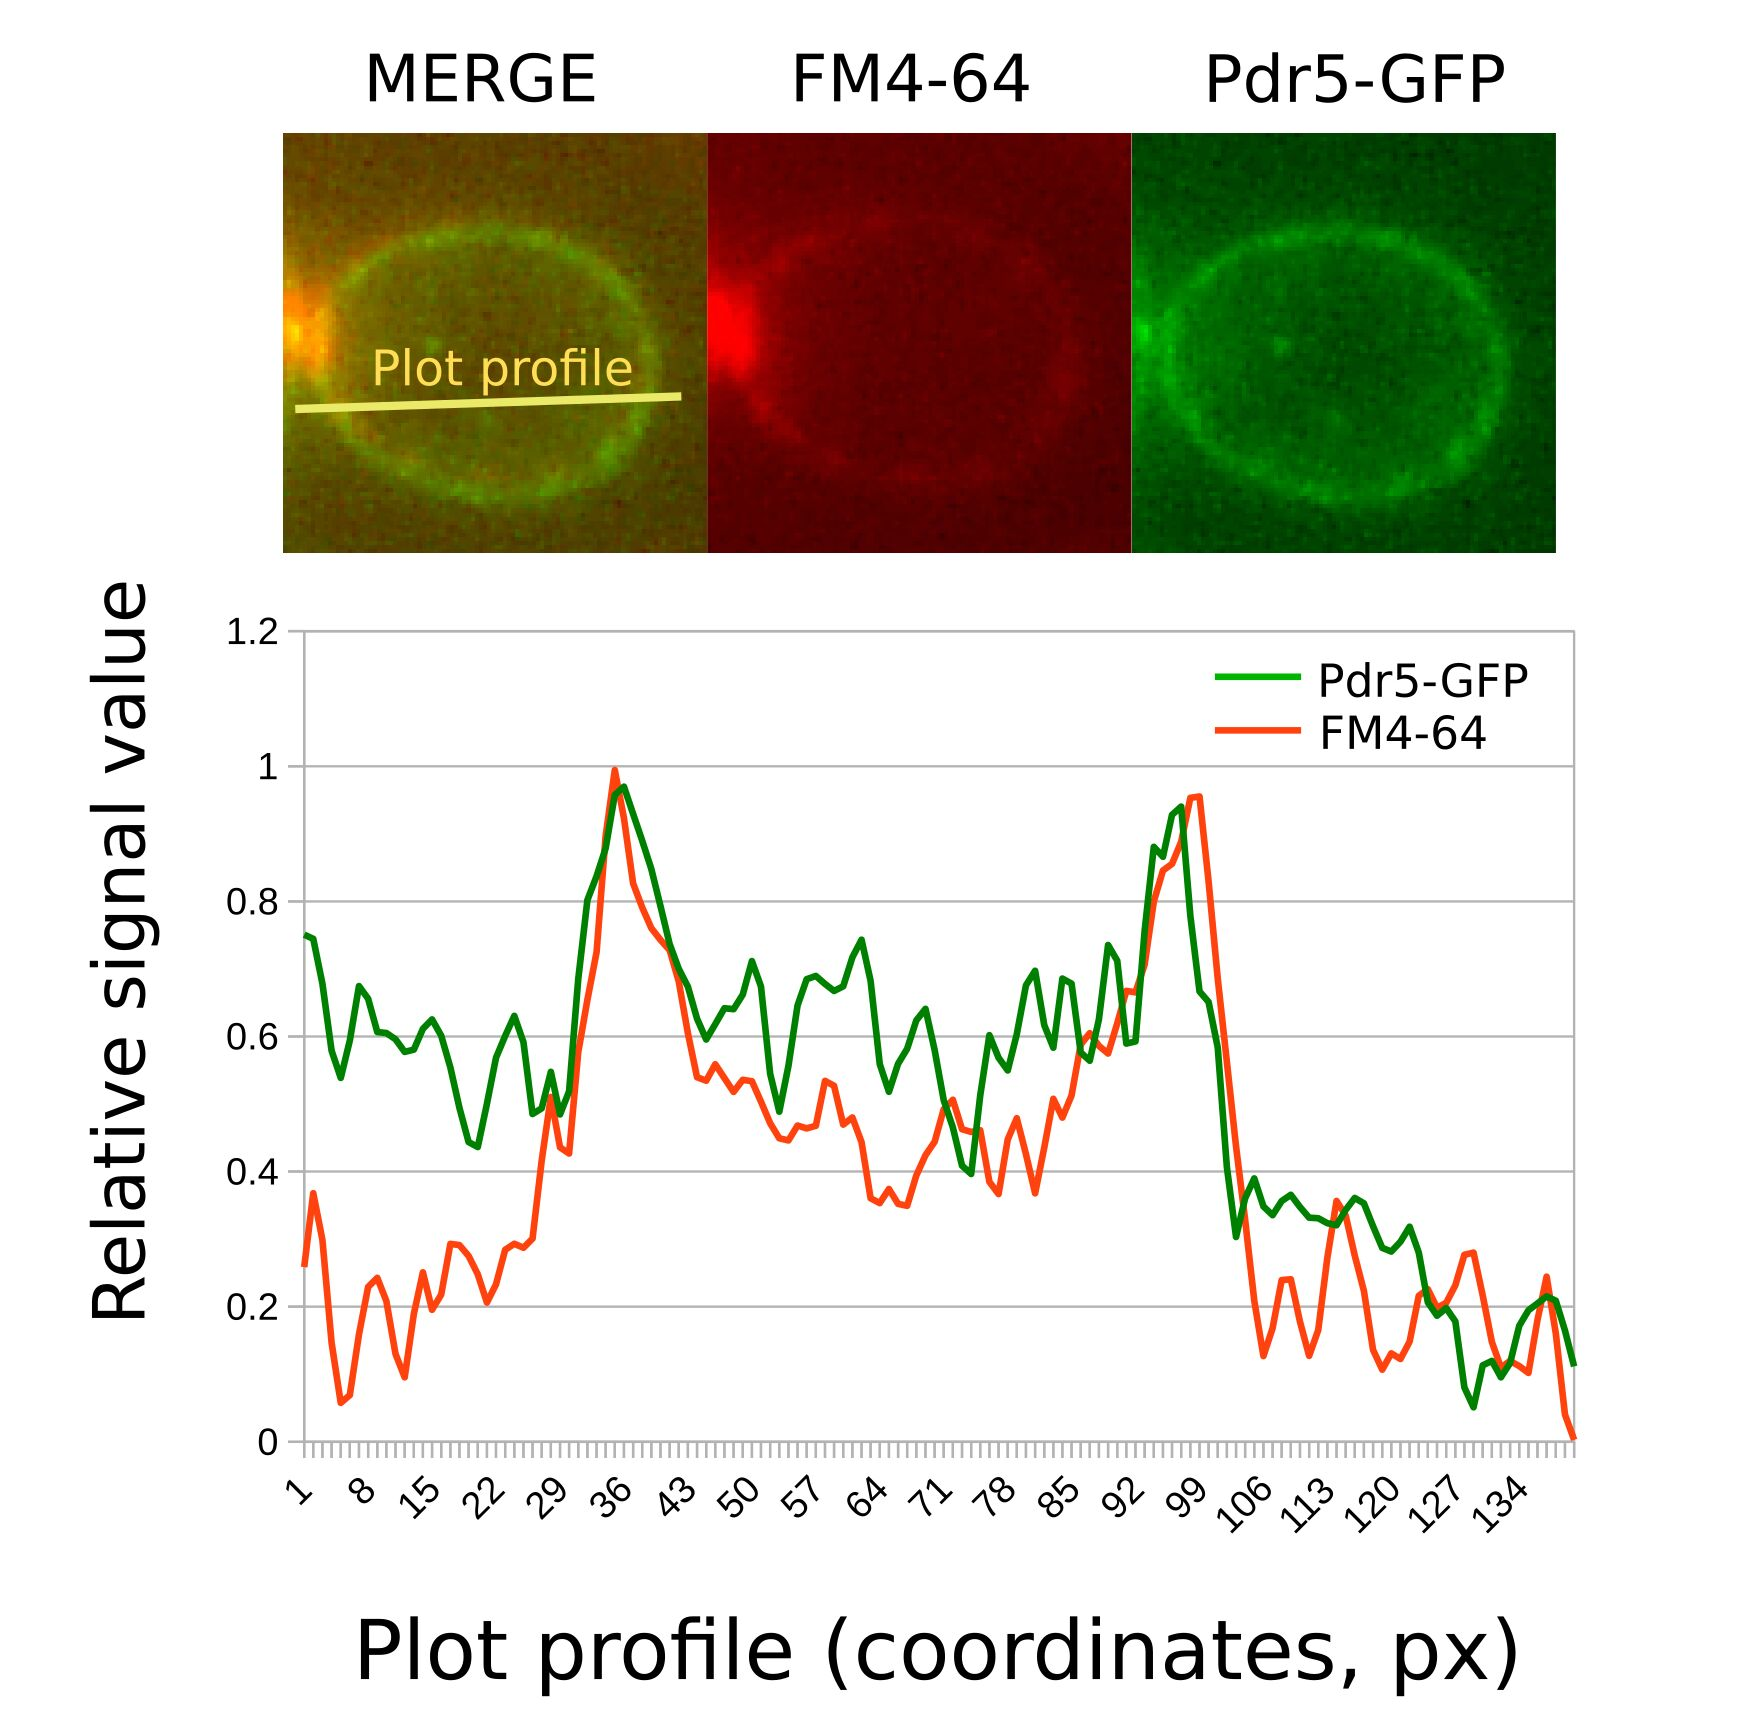 MERGE FM4-64 Pdr5-GFP
Plot profile
Relative signal value
1.2
1
0.8
0.6
0.4
0.2
0
Pdr5-GFP
FM4-64
1 8 15 22 29 36 43 50 57 64 71 78 85 92 99 106 113 120 127 134
Plot profile (coordinates, px)